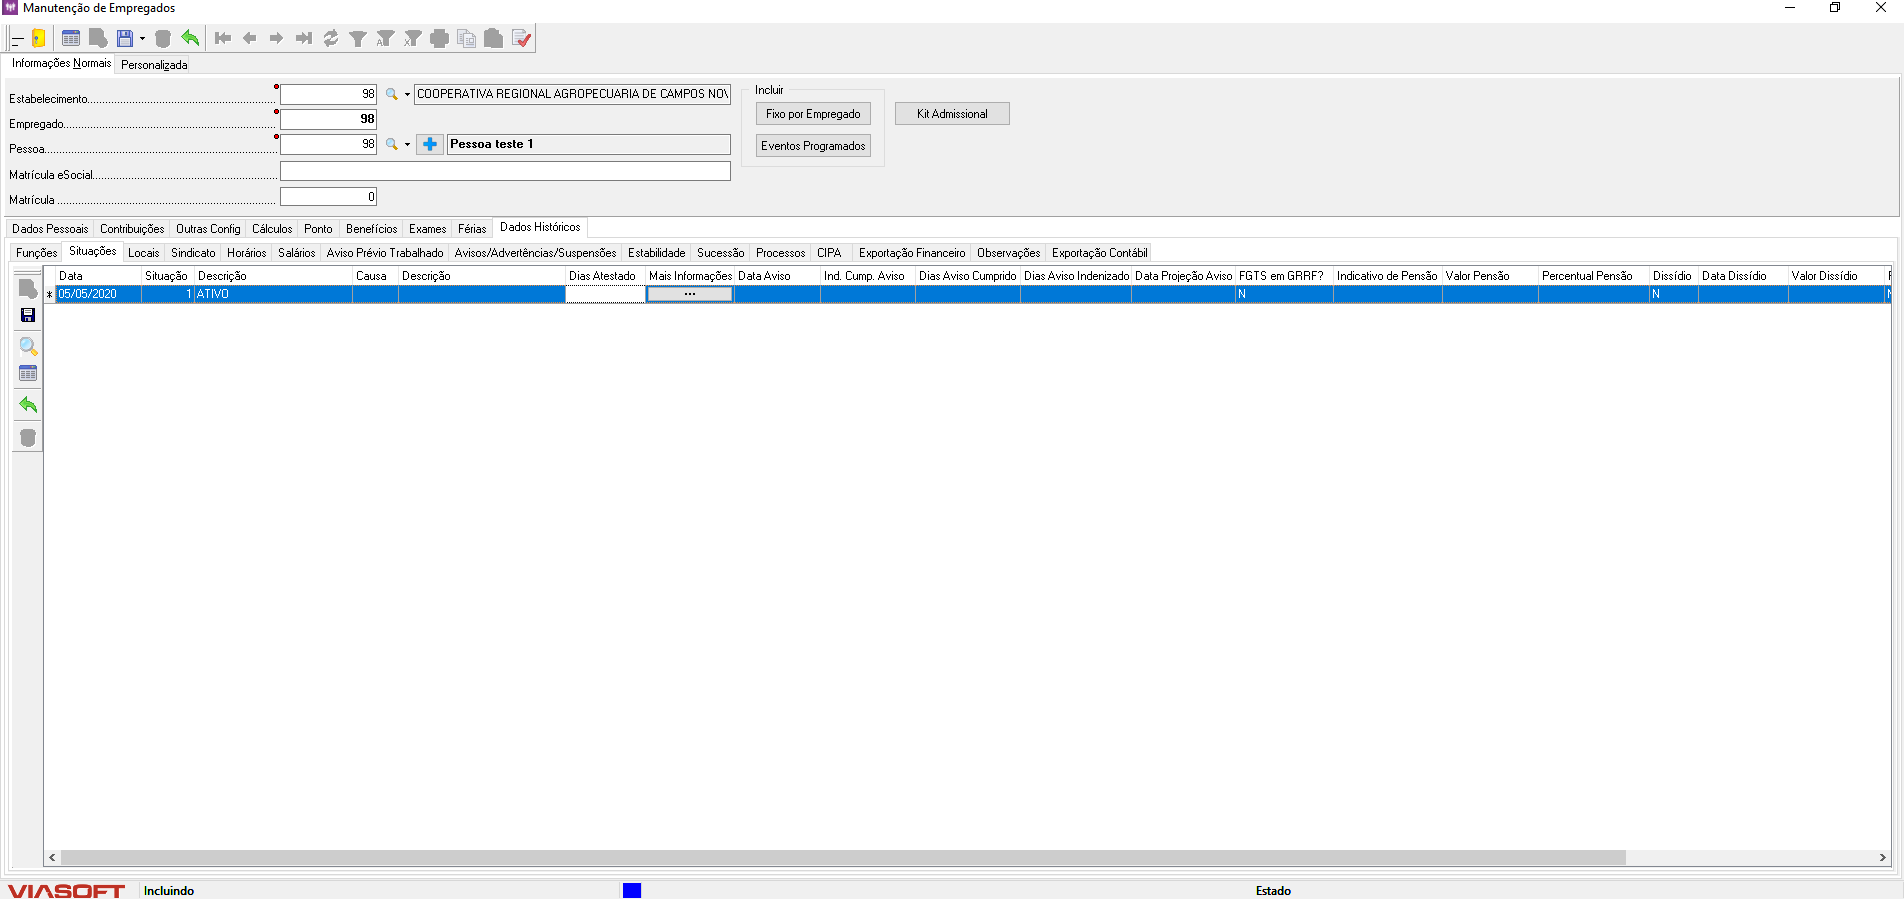 Manutenção de Empregados
Informações Normais Personalizada
Estabelecimento 98 COOPERATIVA REGIONAL AGROPECUARIA DE CAMPOS NOV
Empregado 98
Pessoa 98 Pessoa teste 1
Matrícula eSocial
Matrícula 0
Incluir
Fixo por Empregado
Eventos Programados
Kit Admissional
Dados Pessoais Contribuições Outras Config Cálculos Ponto Benefícios Exames Férias Dados Históricos
Funções Situações Locais Sindicato Horários Salários Aviso Prévio Trabalhado Avisos/Advertências/Suspensões Estabilidade Sucessão Processos CIPA Exportação Financeiro Observações Exportação Contábil
Data Situação Descrição Causa Descrição Dias Atestado Mais Informações Data Aviso Ind. Cump. Aviso Dias Aviso Cumprido Dias Aviso Indenizado Data Projeção Aviso FGTS em GRRF? Indicativo de Pensão Valor Pensão Percentual Pensão Dissídio Data Dissídio Valor Dissídio
* 05/05/2020 1 ATIVO ... N N
VIASOFT Incluindo Estado